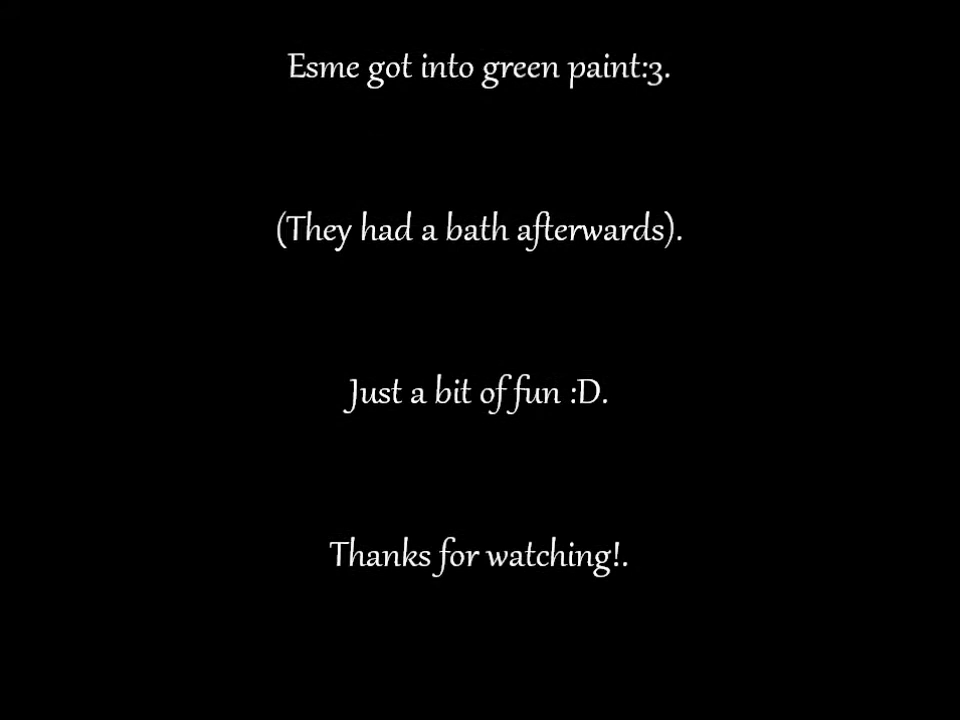 Esme got into green paint:3.
(They had a bath afterwards).
Just a bit of fun :D.
Thanks for watching!.